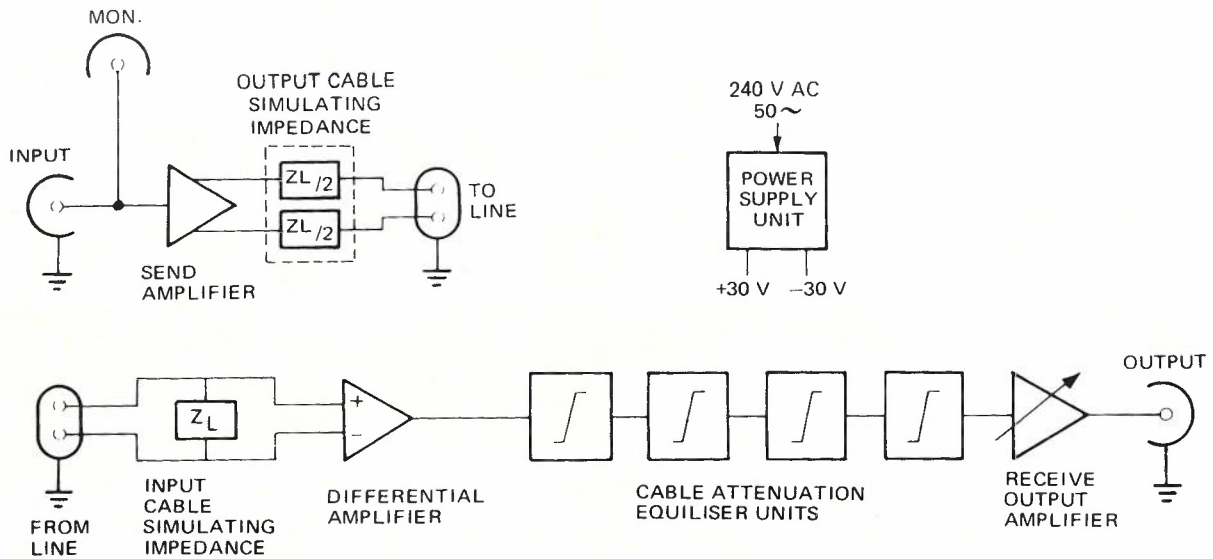 MON.
OUTPUT CABLE
SIMULATING
IMPEDANCE
INPUT
ZL/2
ZL/2
TO
LINE
SEND
AMPLIFIER
240 V AC
50~
POWER
SUPPLY
UNIT
+30 V −30 V
FROM
LINE
ZL
INPUT
CABLE
SIMULATING
IMPEDANCE
+
−
DIFFERENTIAL
AMPLIFIER
CABLE ATTENUATION
EQUILISER UNITS
RECEIVE
OUTPUT
AMPLIFIER
OUTPUT